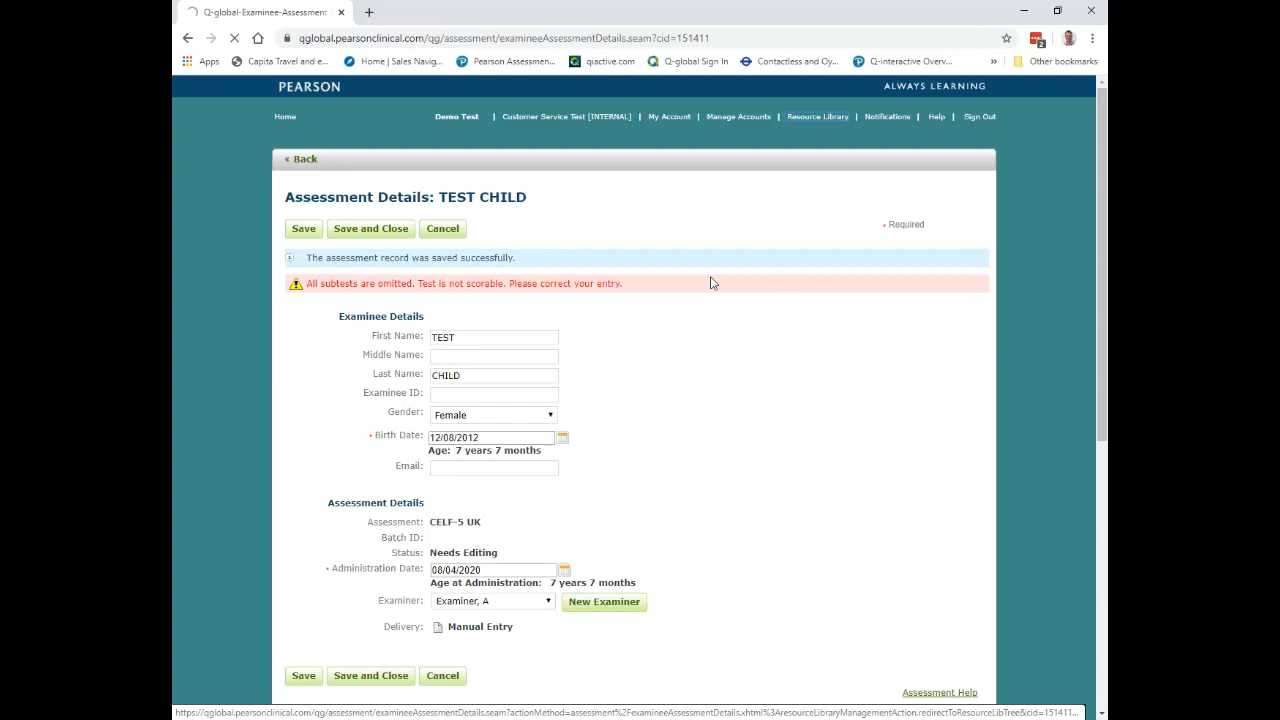 Q-global-Examinee-Assessment
qglobal.pearsonclinical.com/qg/assessment/examineeAssessmentDetails.seam?cid=151411
2
Apps Capita Travel and e... Home | Sales Navig... Pearson Assessmen... qiactive.com Q-global Sign In Contactless and Oy... Q-interactive Overv... » Other bookmarks
PEARSON ALWAYS LEARNING
Home Demo Test | Customer Service Test [INTERNAL] | My Account | Manage Accounts | Resource Library | Notifications | Help | Sign Out
« Back
Assessment Details: TEST CHILD
Save Save and Close Cancel
• Required
The assessment record was saved successfully.
All subtests are omitted. Test is not scorable. Please correct your entry.
Examinee Details
First Name: TEST
Middle Name:
Last Name: CHILD
Examinee ID:
Gender: Female
• Birth Date: 12/08/2012
Age: 7 years 7 months
Email:
Assessment Details
Assessment: CELF-5 UK
Batch ID:
Status: Needs Editing
• Administration Date: 08/04/2020
Age at Administration: 7 years 7 months
Examiner: Examiner, A New Examiner
Delivery: Manual Entry
Save Save and Close Cancel
Assessment Help
https://qglobal.pearsonclinical.com/qg/assessment/examineeAssessmentDetails.seam?actionMethod=assessment%2FexamineeAssessmentDetails.xhtml%3AresourceLibraryManagementAction.redirectToResourceLibTree&cid=151411...